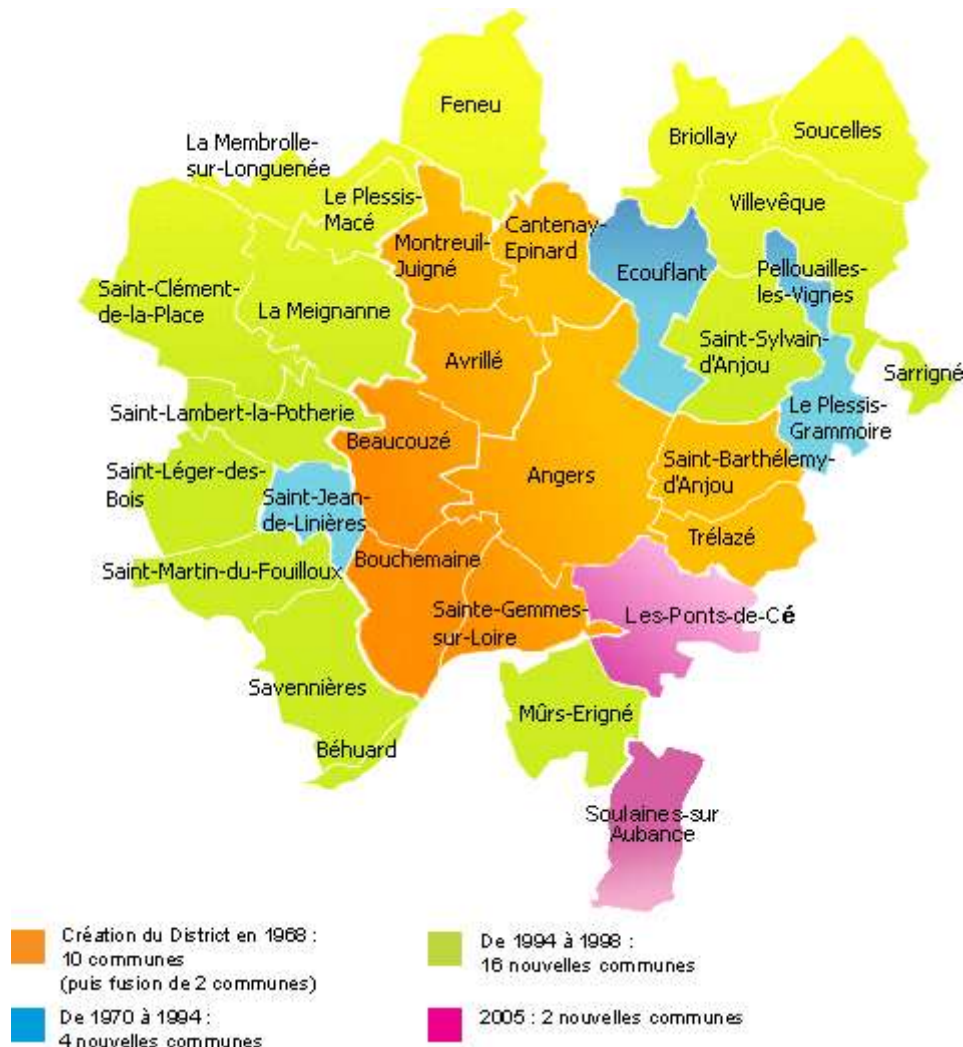 Feneu
Briollay
Soucelles
La Membrolle-
sur-Longuenée
Le Plessis-
Macé
Villevêque
Cantenay-
Epinard
Montreuil-
Juigné
Ecouflant
Pellouailles-
les-Vignes
Saint-Clément-
de-la-Place
La Meignanne
Saint-Sylvain-
d'Anjou
Avrillé
Sarrigné
Saint-Lambert-la-Potherie
Le Plessis-
Grammoire
Beaucouzé
Saint-Barthélemy-
d'Anjou
Saint-Léger-des-
Bois
Angers
Saint-Jean-
de-Linières
Trélazé
Bouchemaine
Saint-Martin-du-Fouilloux
Sainte-Gemmes-
sur-Loire
Les-Ponts-de-Cé
Savennières
Mûrs-Erigné
Béhuard
Soulaines-sur
Aubance
Création du District en 1968 :
10 communes
(puis fusion de 2 communes)
De 1970 à 1994 :
4 nouvelles communes
De 1994 à 1998 :
16 nouvelles communes
2005 : 2 nouvelles communes